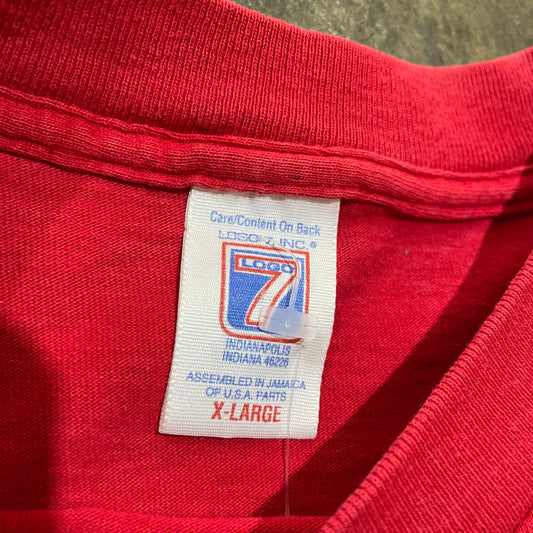 Care/Content On Back
LOGO 7, INC.®
LOGO
7
INDIANAPOLIS
INDIANA 46226
ASSEMBLED IN JAMAICA
OF U.S.A. PARTS
X-LARGE